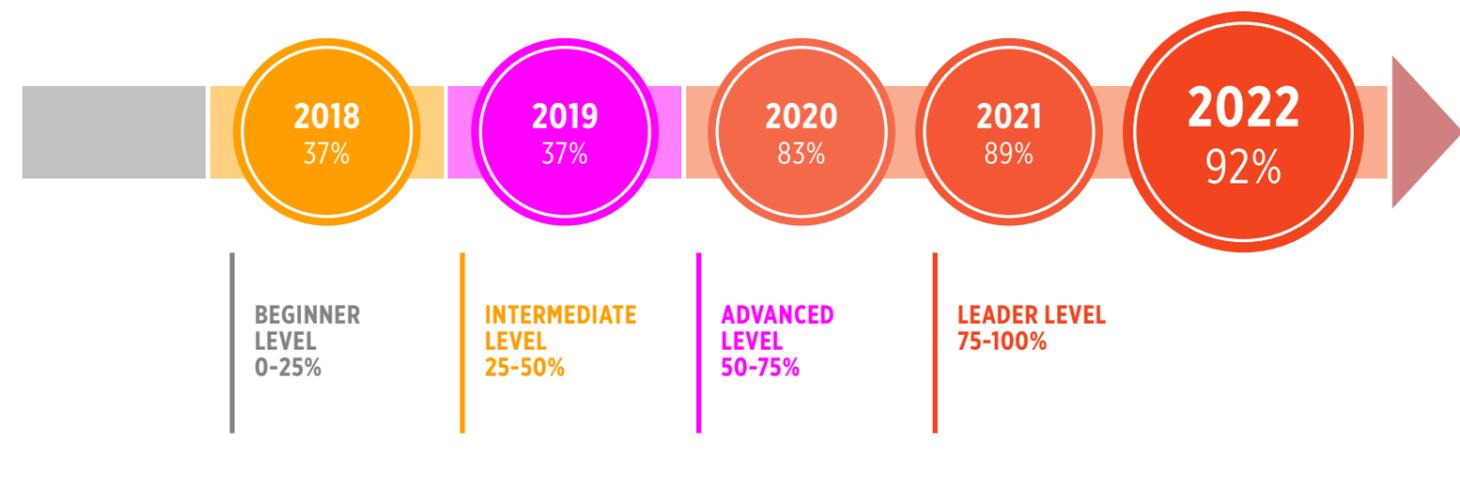 2018
37%
2019
37%
2020
83%
2021
89%
2022
92%
BEGINNER
LEVEL
0-25%
INTERMEDIATE
LEVEL
25-50%
ADVANCED
LEVEL
50-75%
LEADER LEVEL
75-100%